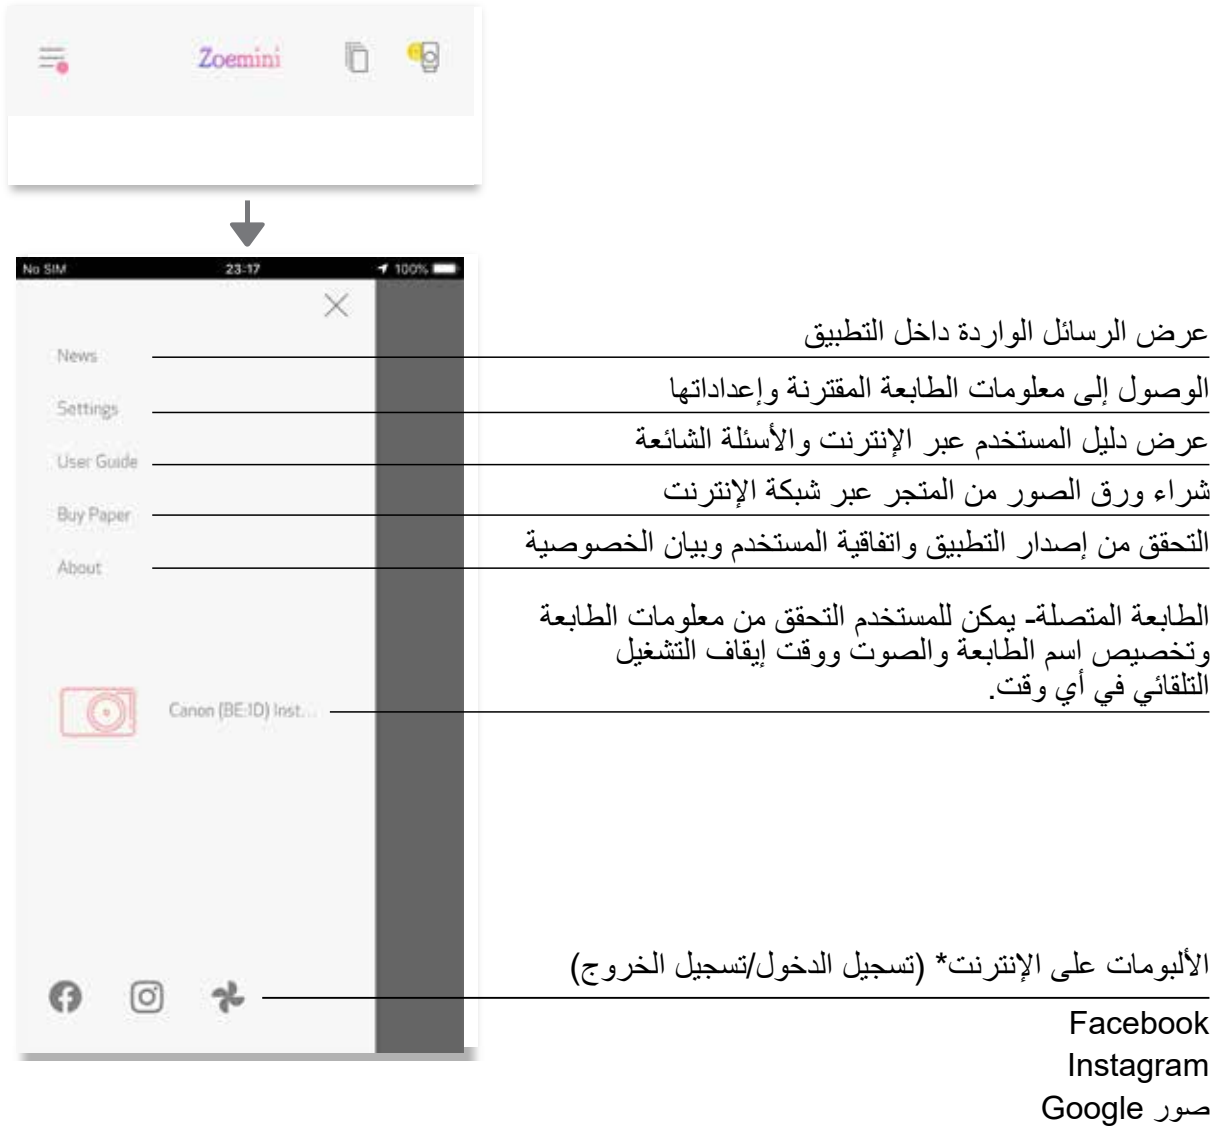 Zoemini
No SIM 23:17 100%
News
عرض الرسائل الواردة داخل التطبيق
Settings
الوصول إلى معلومات الطابعة المقترنة وإعداداتها
User Guide
عرض دليل المستخدم عبر الإنترنت والأسئلة الشائعة
Buy Paper
شراء ورق الصور من المتجر عبر شبكة الإنترنت
About
التحقق من إصدار التطبيق واتفاقية المستخدم وبيان الخصوصية
Canon (BE:1D) Inst...
الطابعة المتصلة- يمكن للمستخدم التحقق من معلومات الطابعة
وتخصيص اسم الطابعة والصوت ووقت إيقاف التشغيل
التلقائي في أي وقت.
الألبومات على الإنترنت* (تسجيل الدخول/تسجيل الخروج)
Facebook
Instagram
صور Google